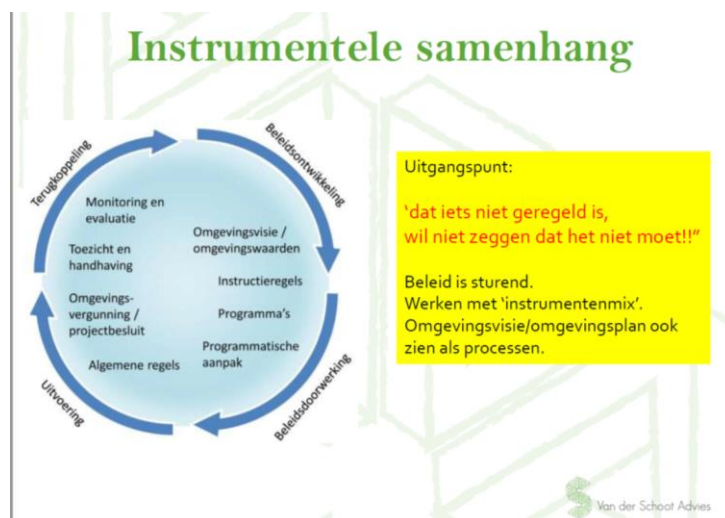 Instrumentele samenhang
Terugkoppeling
Beleidsontwikkeling
Monitoring en
evaluatie
Toezicht en
handhaving
Omgevings-
vergunning /
projectbesluit
Algemene regels
Omgevingsvisie /
omgevingswaarden
Instructieregels
Programma's
Programmatische
aanpak
Uitvoering
Beleidsdoorwerking
Uitgangspunt:
‘dat iets niet geregeld is,
wil niet zeggen dat het niet moet!!”
Beleid is sturend.
Werken met ‘instrumentenmix’.
Omgevingsvisie/omgevingsplan ook
zien als processen.
Van der Schoot Advies